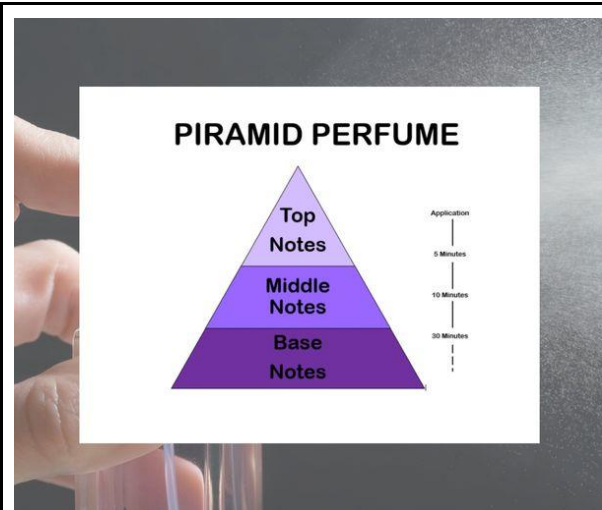 PIRAMID PERFUME
Top
Notes
Middle
Notes
Base
Notes
Application
5 Minutes
10 Minutes
30 Minutes